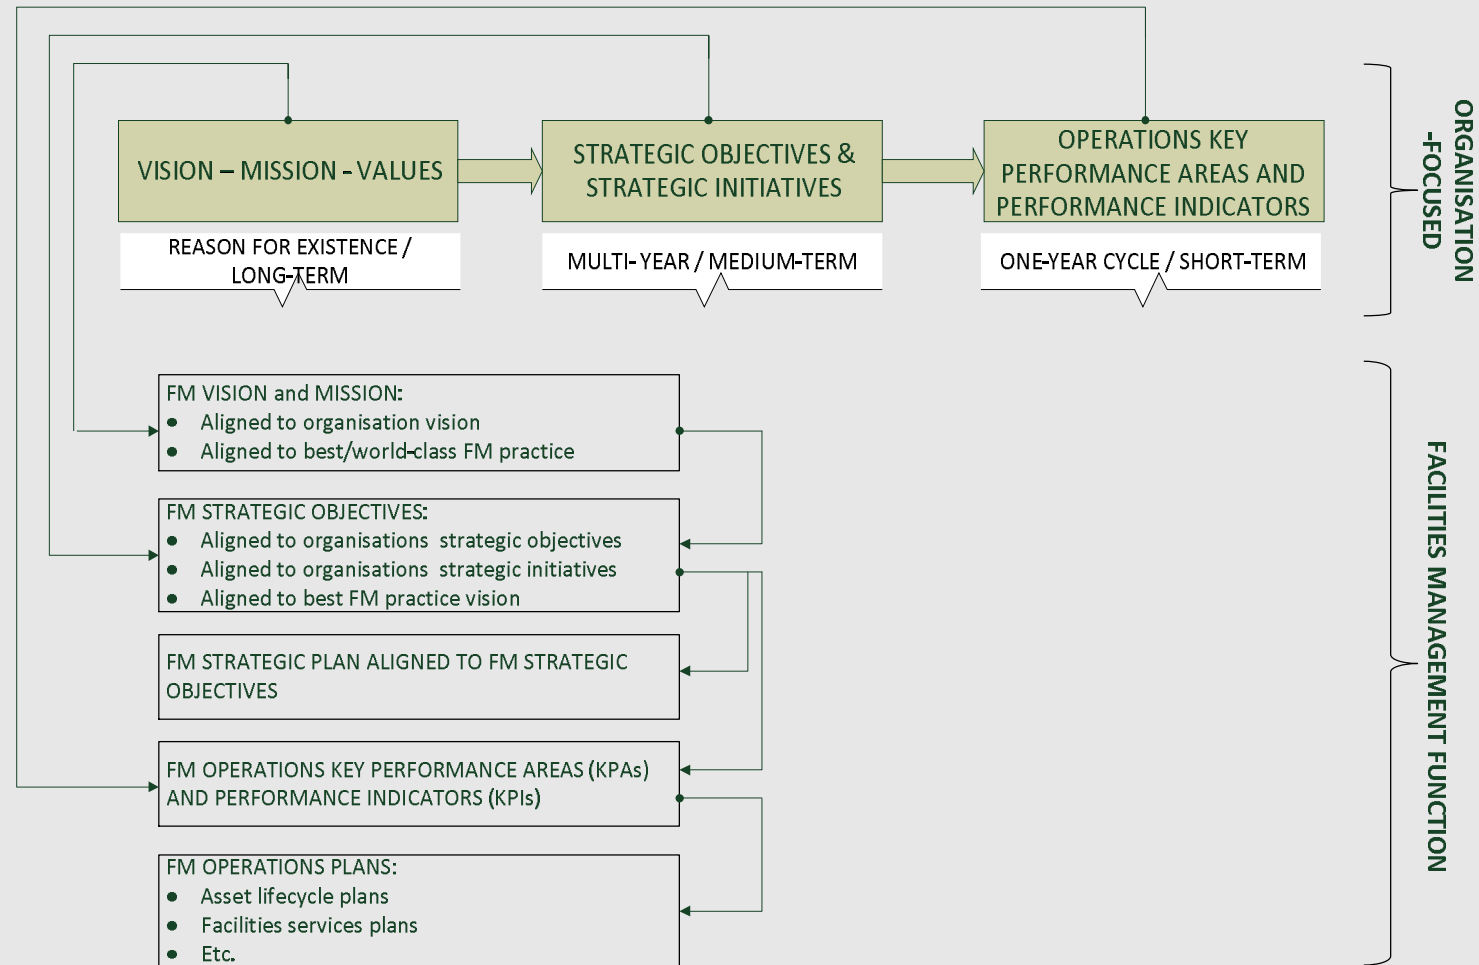 VISION – MISSION - VALUES
STRATEGIC OBJECTIVES &
STRATEGIC INITIATIVES
OPERATIONS KEY
PERFORMANCE AREAS AND
PERFORMANCE INDICATORS
REASON FOR EXISTENCE /
LONG-TERM
MULTI-YEAR / MEDIUM-TERM
ONE-YEAR CYCLE / SHORT-TERM
ORGANISATION
-FOCUSED
FM VISION and MISSION:
● Aligned to organisation vision
● Aligned to best/world-class FM practice
FM STRATEGIC OBJECTIVES:
● Aligned to organisations strategic objectives
● Aligned to organisations strategic initiatives
● Aligned to best FM practice vision
FM STRATEGIC PLAN ALIGNED TO FM STRATEGIC
OBJECTIVES
FM OPERATIONS KEY PERFORMANCE AREAS (KPAs)
AND PERFORMANCE INDICATORS (KPIs)
FM OPERATIONS PLANS:
● Asset lifecycle plans
● Facilities services plans
● Etc.
FACILITIES MANAGEMENT FUNCTION